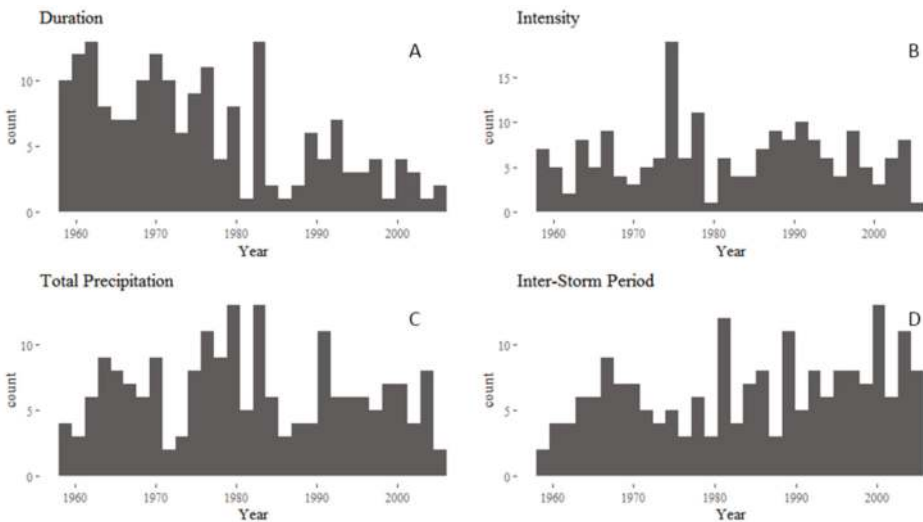 Duration
A
10
5
0
count
1960 1970 1980 1990 2000
Year
Intensity
B
15
10
5
0
count
1960 1970 1980 1990 2000
Year
Total Precipitation
C
10
5
0
count
1960 1970 1980 1990 2000
Year
Inter-Storm Period
D
10
5
0
count
1960 1970 1980 1990 2000
Year